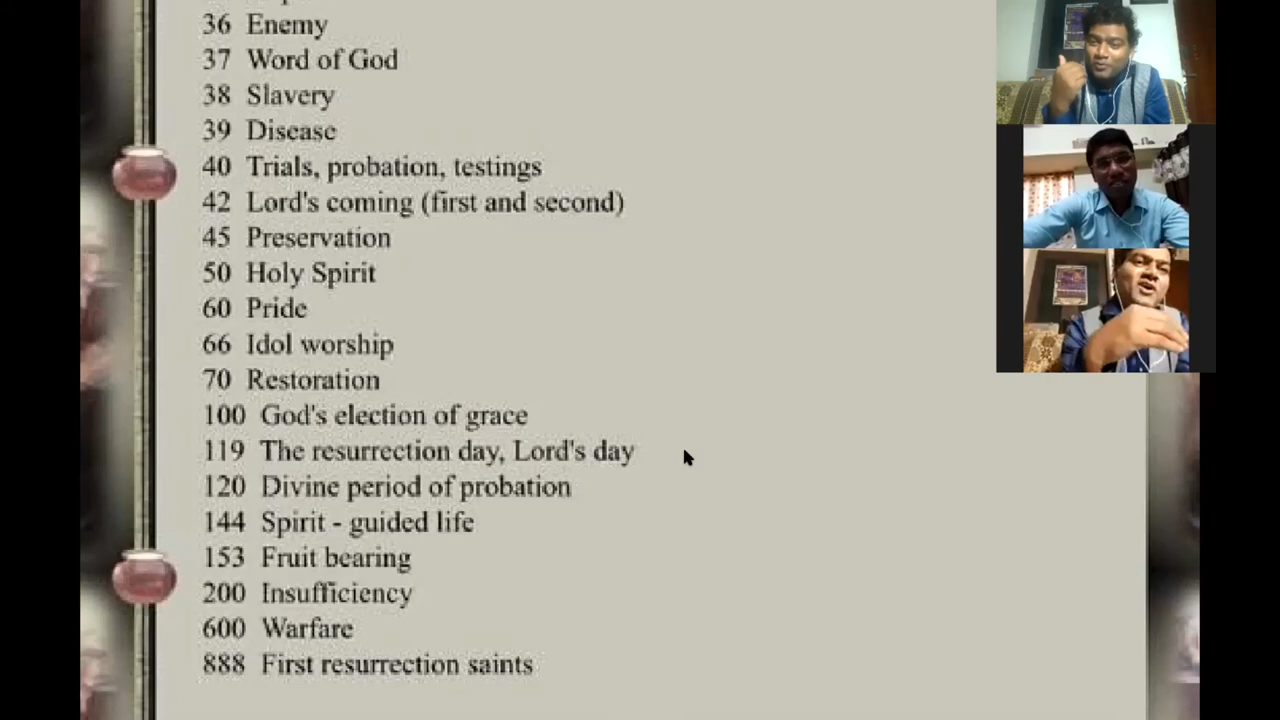 36 Enemy
37 Word of God
38 Slavery
39 Disease
40 Trials, probation, testings
42 Lord's coming (first and second)
45 Preservation
50 Holy Spirit
60 Pride
66 Idol worship
70 Restoration
100 God's election of grace
119 The resurrection day, Lord's day
120 Divine period of probation
144 Spirit - guided life
153 Fruit bearing
200 Insufficiency
600 Warfare
888 First resurrection saints